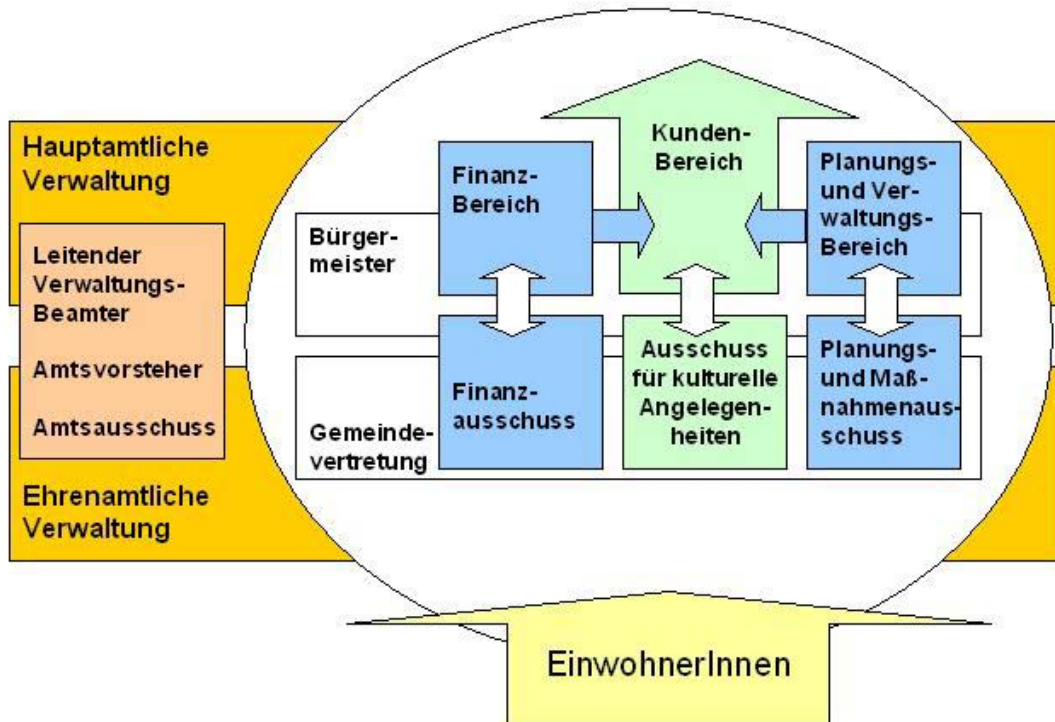 Hauptamtliche
Verwaltung
Leitender
Verwaltungs-
Beamter
Amtsvorsteher
Amtsausschuss
Ehrenamtliche
Verwaltung
Bürger-
meister
Gemeinde-
vertretung
Finanz-
Bereich
Kunden-
Bereich
Planungs-
und Ver-
waltungs-
Bereich
Finanz-
ausschuss
Ausschuss
für kulturelle
Angelegen-
heiten
Planungs-
und Maß-
nahmenaus-
schuss
EinwohnerInnen